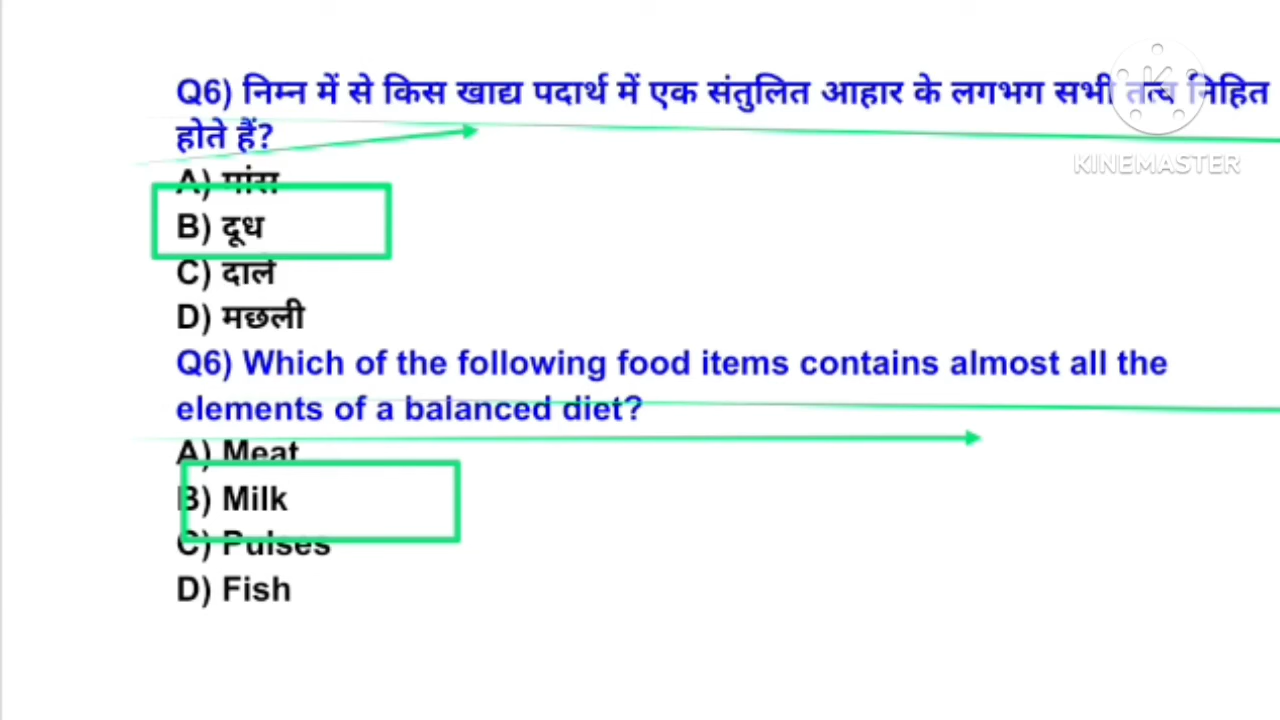 Q6) निम्न में से किस खाद्य पदार्थ में एक संतुलित आहार के लगभग सभी तत्व निहित
होते हैं?
A) मांस
B) दूध
C) दालें
D) मछली
Q6) Which of the following food items contains almost all the
elements of a balanced diet?
A) Meat
B) Milk
C) Pulses
D) Fish
KINEMASTER